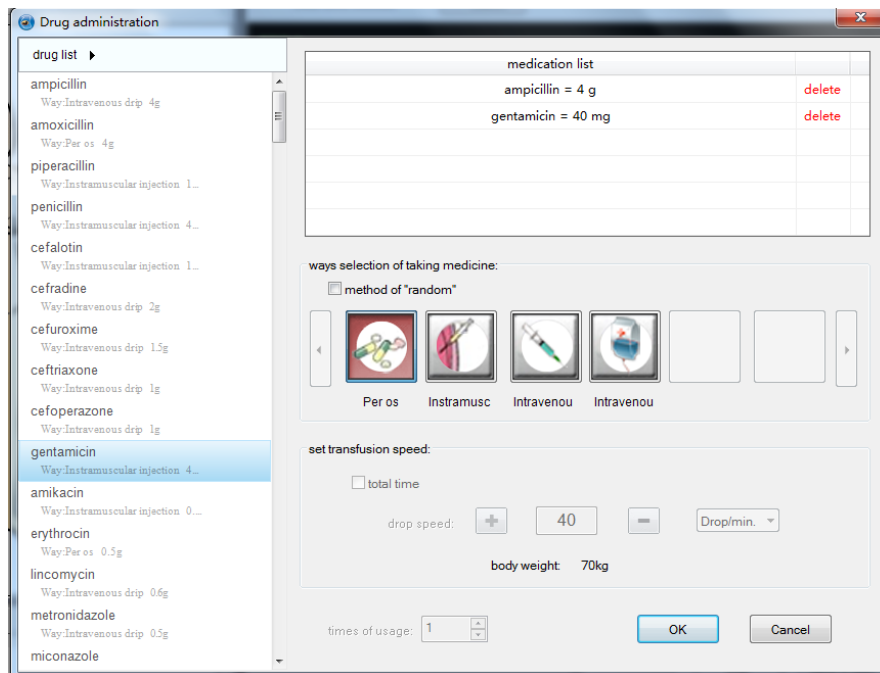 Drug administration
drug list
ampicillin
Way:Intravenous drip 4g
amoxicillin
Way:Per os 4g
piperacillin
Way:Instramuscular injection 1...
penicillin
Way:Instramuscular injection 4...
cefalotin
Way:Instramuscular injection 1...
cefradine
Way:Intravenous drip 2g
cefuroxime
Way:Intravenous drip 1.5g
ceftriaxone
Way:Intravenous drip 1g
cefoperazone
Way:Intravenous drip 1g
gentamicin
Way:Instramuscular injection 4...
amikacin
Way:Instramuscular injection 0....
erythrocin
Way:Per os 0.5g
lincomycin
Way:Intravenous drip 0.6g
metronidazole
Way:Intravenous drip 0.5g
miconazole
medication list
ampicillin = 4 g delete
gentamicin = 40 mg delete
ways selection of taking medicine:
method of "random"
Per os Instramusc Intravenou Intravenou
set transfusion speed:
total time
drop speed: 40 Drop/min.
body weight: 70kg
times of usage: 1 OK Cancel